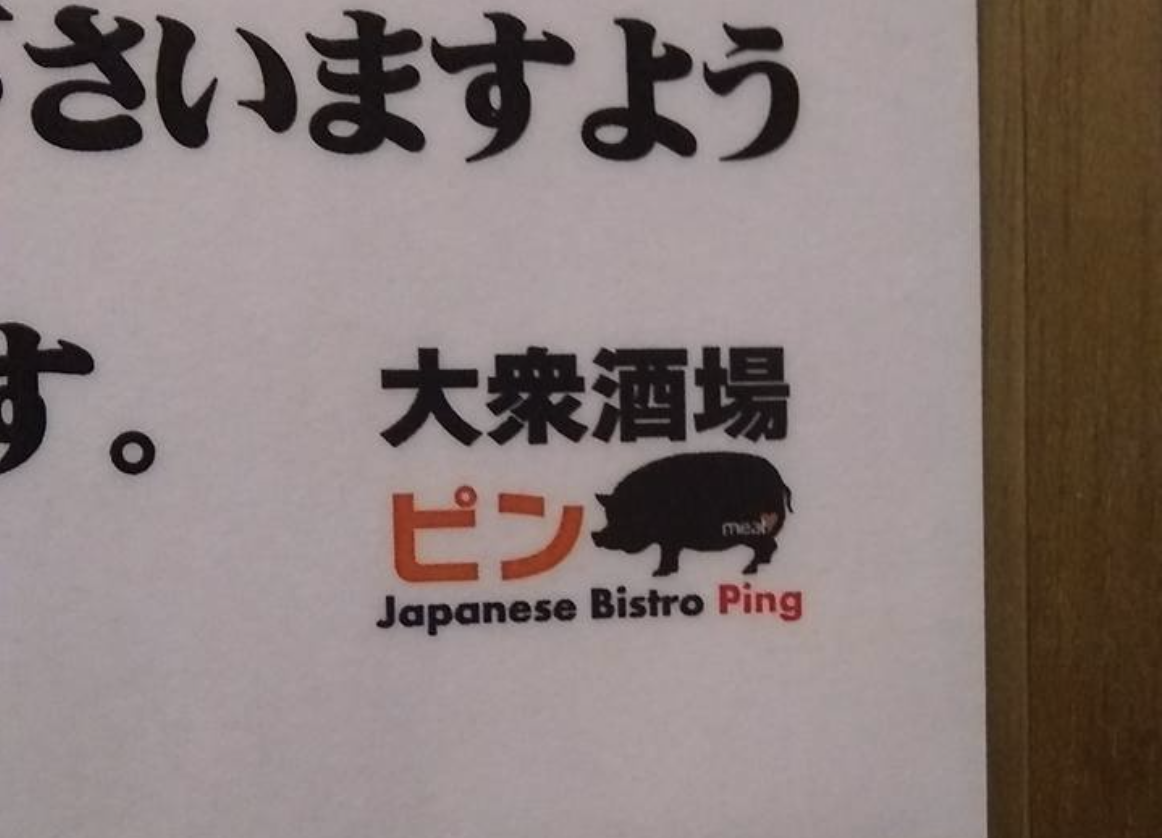 さいますよう
す。
大衆酒場
ピン
meat
Japanese Bistro Ping